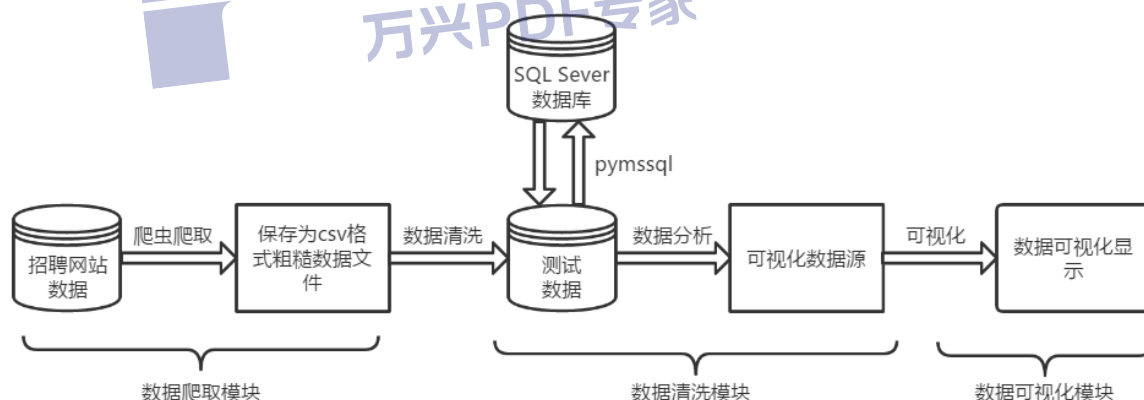 万兴PDF专家
SQL Sever
数据库
pymssql
招聘网站
数据
爬虫爬取
保存为csv格
式粗糙数据文
件
数据清洗
测试
数据
数据分析
可视化数据源
可视化
数据可视化显
示
数据爬取模块
数据清洗模块
数据可视化模块